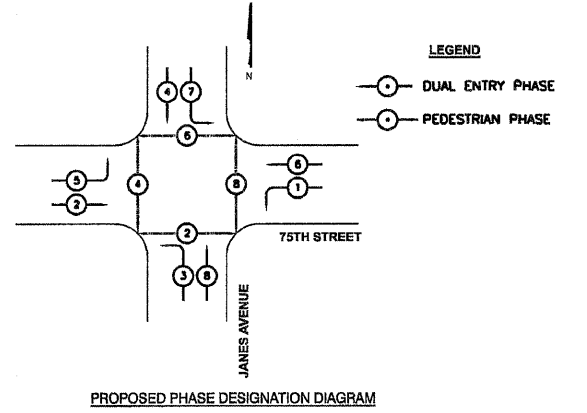 N
LEGEND
DUAL ENTRY PHASE
PEDESTRIAN PHASE
4 7
6
5 6
4 8 1
2
2
75TH STREET
3 8
JANES AVENUE
PROPOSED PHASE DESIGNATION DIAGRAM